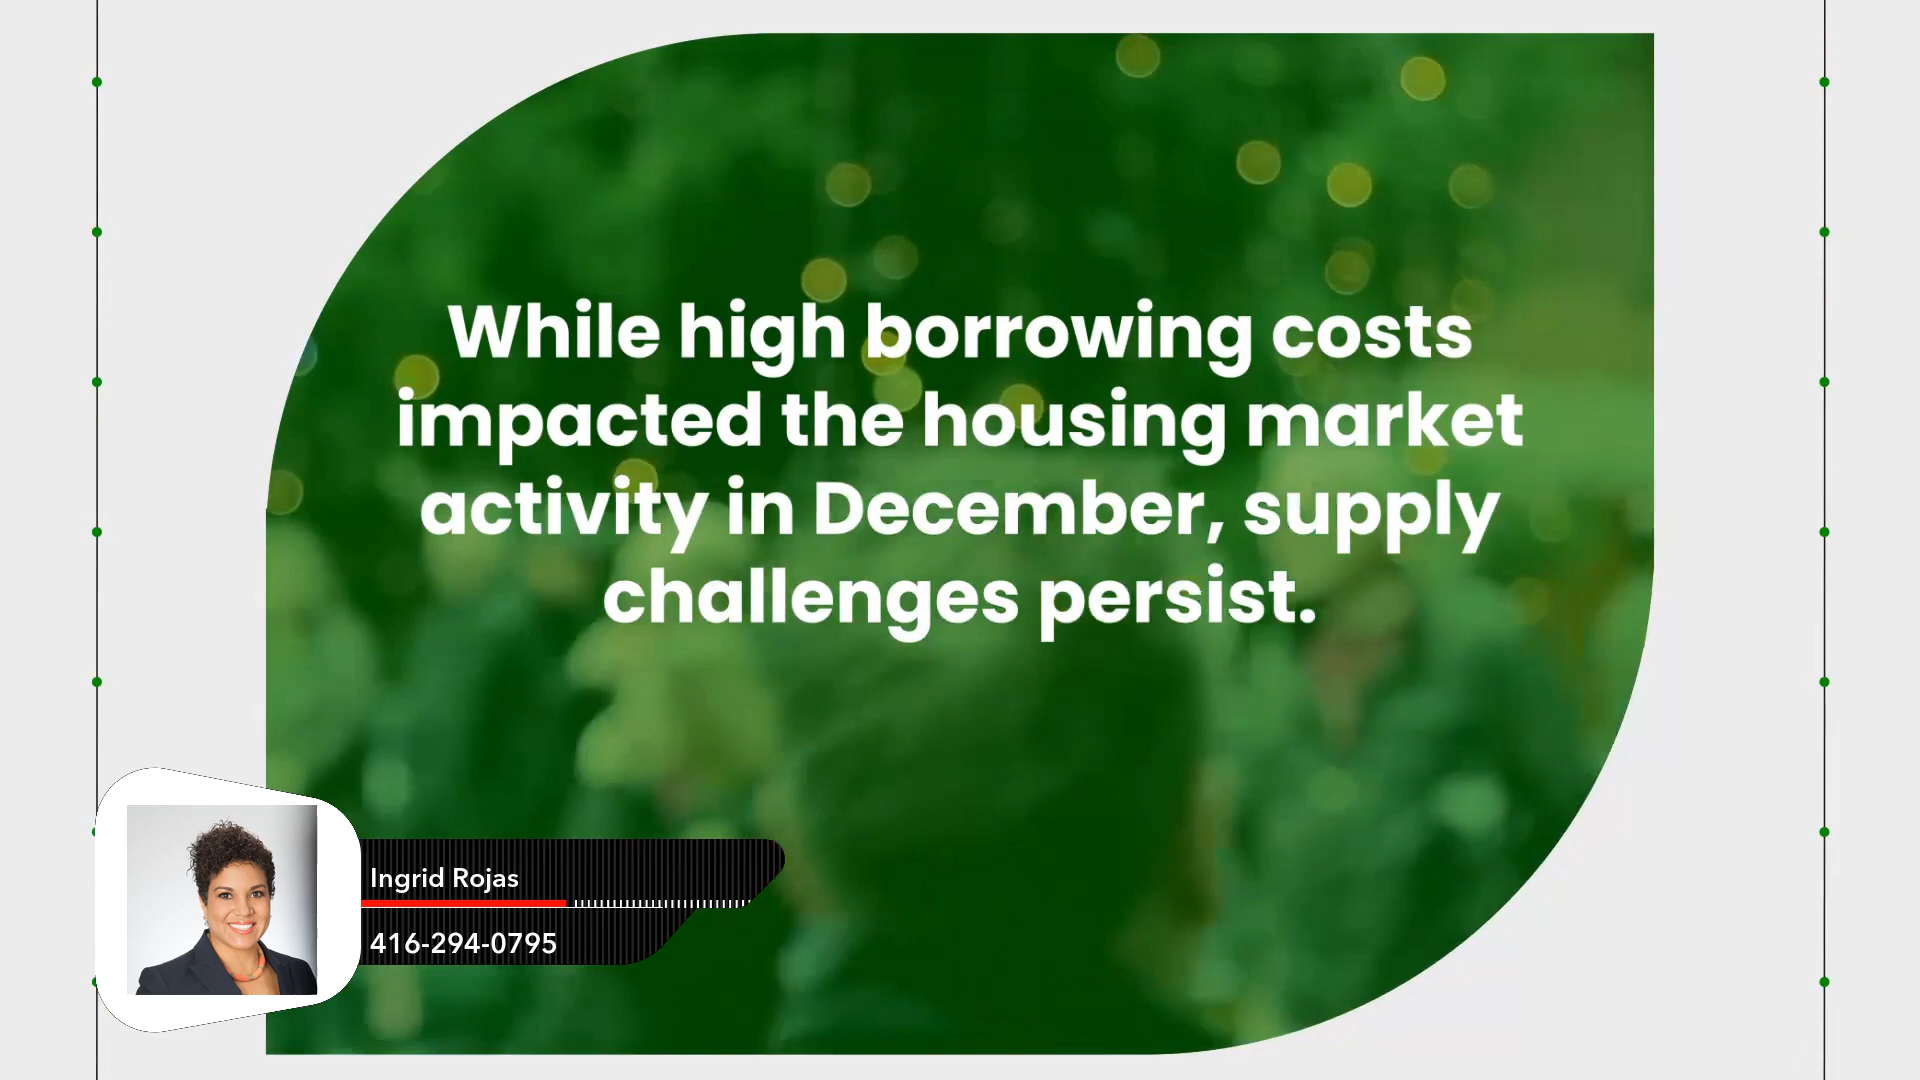 While high borrowing costs
impacted the housing market
activity in December, supply
challenges persist.
Ingrid Rojas
416-294-0795